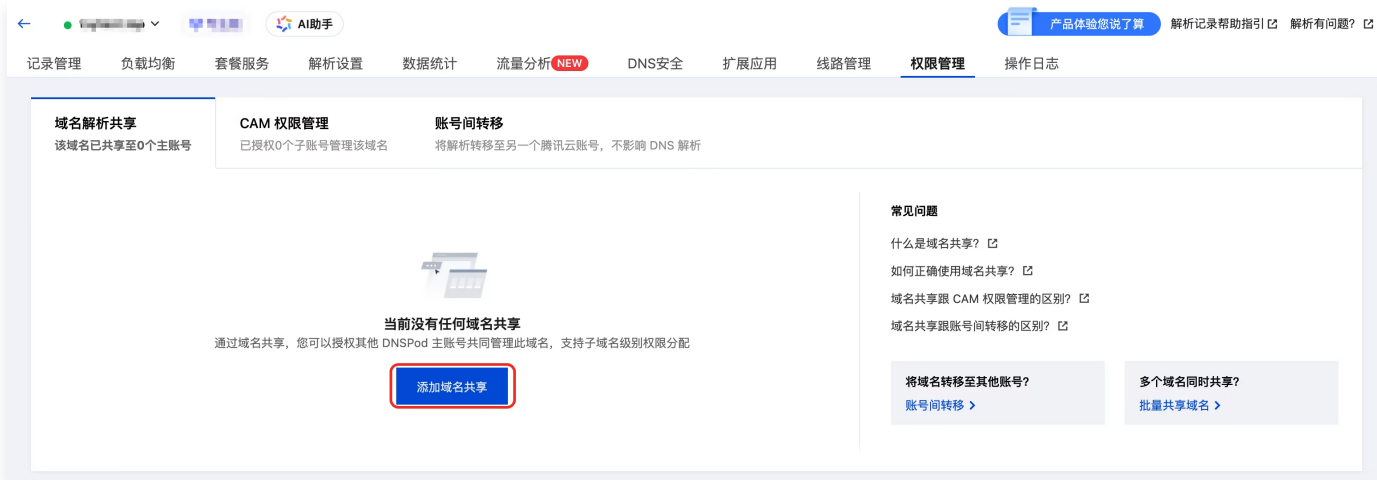 AI助手
产品体验您说了算
解析记录帮助指引
解析有问题?
记录管理 负载均衡 套餐服务 解析设置 数据统计 流量分析 NEW DNS安全 扩展应用 线路管理 权限管理 操作日志
域名解析共享
该域名已共享至0个主账号
CAM 权限管理
已授权0个子账号管理该域名
账号间转移
将解析转移至另一个腾讯云账号，不影响 DNS 解析
当前没有任何域名共享
通过域名共享，您可以授权其他 DNSPod 主账号共同管理此域名，支持子域名级别权限分配
添加域名共享
常见问题
什么是域名共享?
如何正确使用域名共享?
域名共享跟 CAM 权限管理的区别?
域名共享跟账号间转移的区别?
将域名转移至其他账号?
账号间转移
多个域名同时共享?
批量共享域名